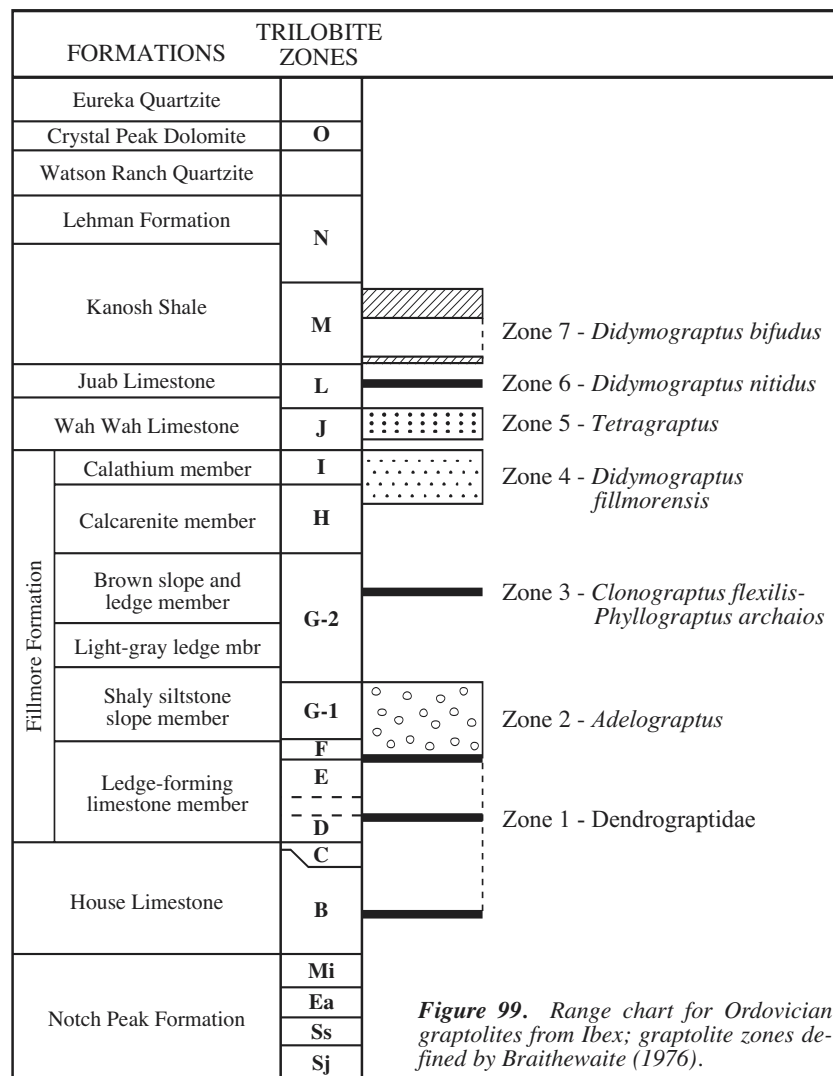 FORMATIONS
TRILOBITE
ZONES
Eureka Quartzite
Crystal Peak Dolomite
O
Watson Ranch Quartzite
Lehman Formation
N
Kanosh Shale
M
Zone 7 - Didymograptus bifudus
Juab Limestone
L
Zone 6 - Didymograptus nitidus
Wah Wah Limestone
J
Zone 5 - Tetragraptus
Fillmore Formation
Calathium member
I
Zone 4 - Didymograptus
fillmorensis
Calcarenite member
H
Brown slope and
ledge member
G-2
Zone 3 - Clonograptus flexilis-
Phyllograptus archaios
Light-gray ledge mbr
Shaly siltstone
slope member
G-1
Zone 2 - Adelograptus
F
Ledge-forming
limestone member
E
D
Zone 1 - Dendrograptidae
C
House Limestone
B
Notch Peak Formation
Mi
Ea
Ss
Sj
Figure 99. Range chart for Ordovician
graptolites from Ibex; graptolite zones de-
fined by Braithewaite (1976).